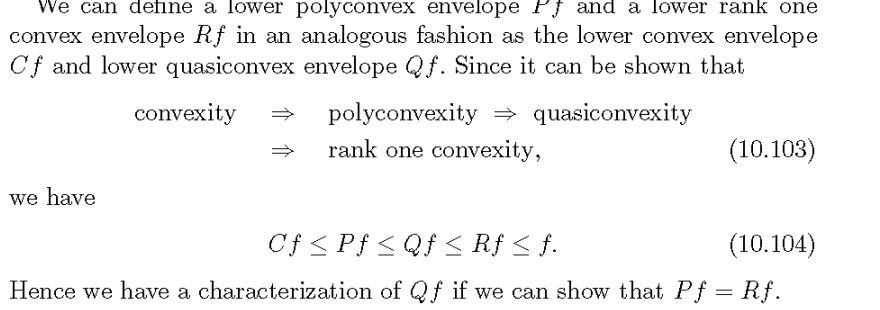 We can define a lower polyconvex envelope Pf and a lower rank one
convex envelope Rf in an analogous fashion as the lower convex envelope
Cf and lower quasiconvex envelope Qf. Since it can be shown that
convexity ⇒ polyconvexity ⇒ quasiconvexity
⇒ rank one convexity, (10.103)
we have
Cf ≤ Pf ≤ Qf ≤ Rf ≤ f. (10.104)
Hence we have a characterization of Qf if we can show that Pf = Rf.